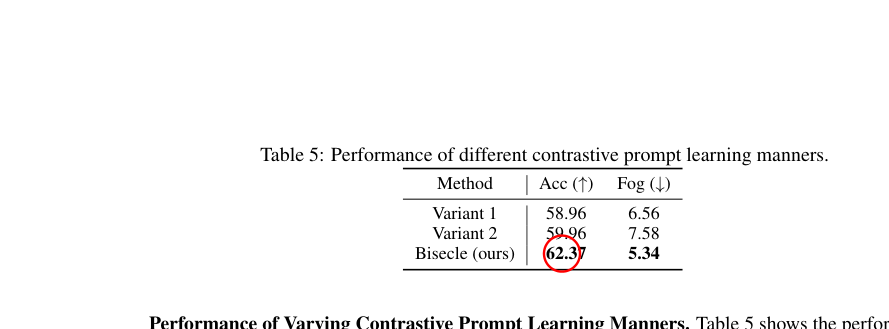 Table 5: Performance of different contrastive prompt learning manners.
Method Acc (↑) Fog (↓)
Variant 1 58.96 6.56
Variant 2 59.96 7.58
Bisecle (ours) 62.37 5.34
Performance of Varying Contrastive Prompt Learning Manners. Table 5 shows the perfor